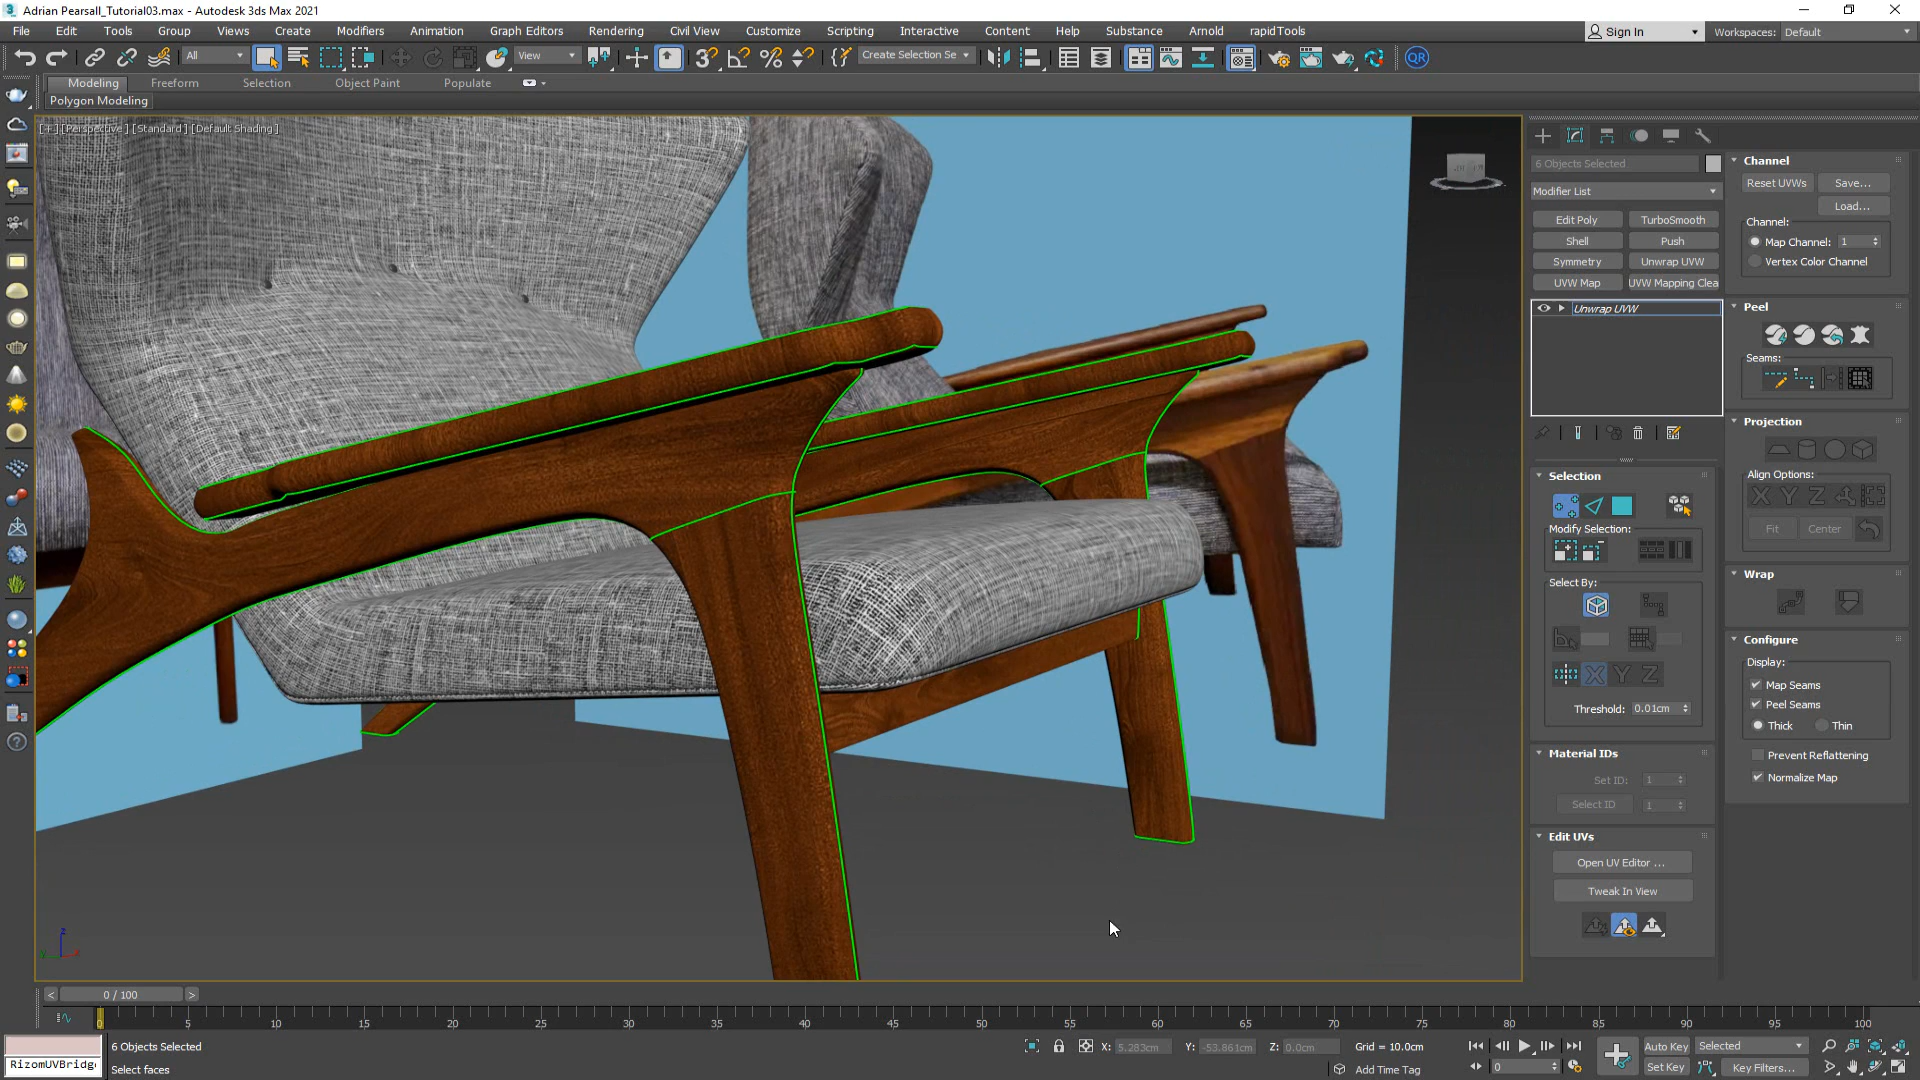 Adrian Pearsall_Tutorial03.max - Autodesk 3ds Max 2021
File Edit Tools Group Views Create Modifiers Animation Graph Editors Rendering Civil View Customize Scripting Interactive Content Help Substance Arnold rapidTools
Sign In Workspaces: Default
All View Create Selection Se QR
Modeling Freeform Selection Object Paint Populate
Polygon Modeling
[+] [Perspective] [Standard] [Default Shading]
6 Objects Selected
Modifier List
Edit Poly TurboSmooth
Shell Push
Symmetry Unwrap UVW
UVW Map UVW Mapping Clea
Unwrap UVW
Selection
Modify Selection:
Select By:
X Y Z
Threshold: 0.01cm
Material IDs
Set ID: 1
Select ID 1
Edit UVs
Open UV Editor ...
Tweak In View
Channel
Reset UVWs Save...
Load...
Channel:
Map Channel: 1
Vertex Color Channel
Peel
Seams:
Projection
Align Options:
X Y Z
Fit Center
Wrap
Configure
Display:
Map Seams
Peel Seams
Thick Thin
Prevent Reflattening
Normalize Map
z
y x
< 0 / 100 >
0 5 10 15 20 25 30 35 40 45 50 55 60 65 70 75 80 85 90 95 100
6 Objects Selected X: 5.283cm Y: -53.861cm Z: 0.0cm Grid = 10.0cm Auto Key Selected
RizomUVBridge Select faces Add Time Tag 0 Set Key Key Filters...